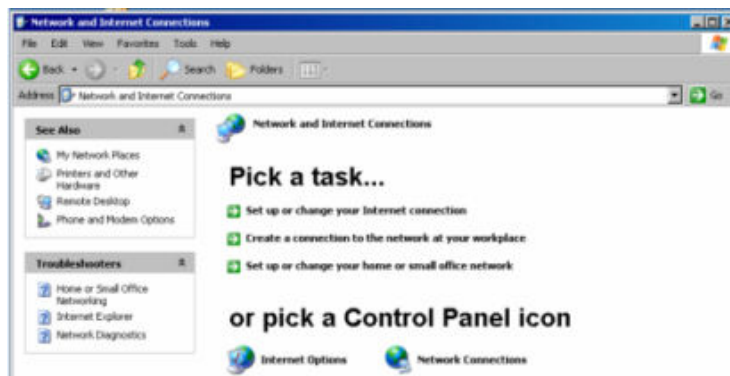 Network and Internet Connections
File Edit View Favorites Tools Help
Back Search Folders
Address Network and Internet Connections Go
See Also
My Network Places
Printers and Other
Hardware
Remote Desktop
Phone and Modem Options
Troubleshooters
Home or Small Office
Networking
Internet Explorer
Network Diagnostics
Network and Internet Connections
Pick a task...
Set up or change your Internet connection
Create a connection to the network at your workplace
Set up or change your home or small office network
or pick a Control Panel icon
Internet Options Network Connections